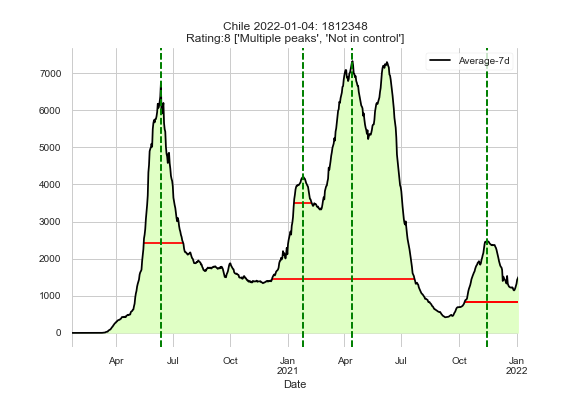 Chile 2022-01-04: 1812348
Rating:8 ['Multiple peaks', 'Not in control']
Average-7d
7000
6000
5000
4000
3000
2000
1000
0
Apr Jul Oct Jan Apr Jul Oct Jan
2021 2022
Date